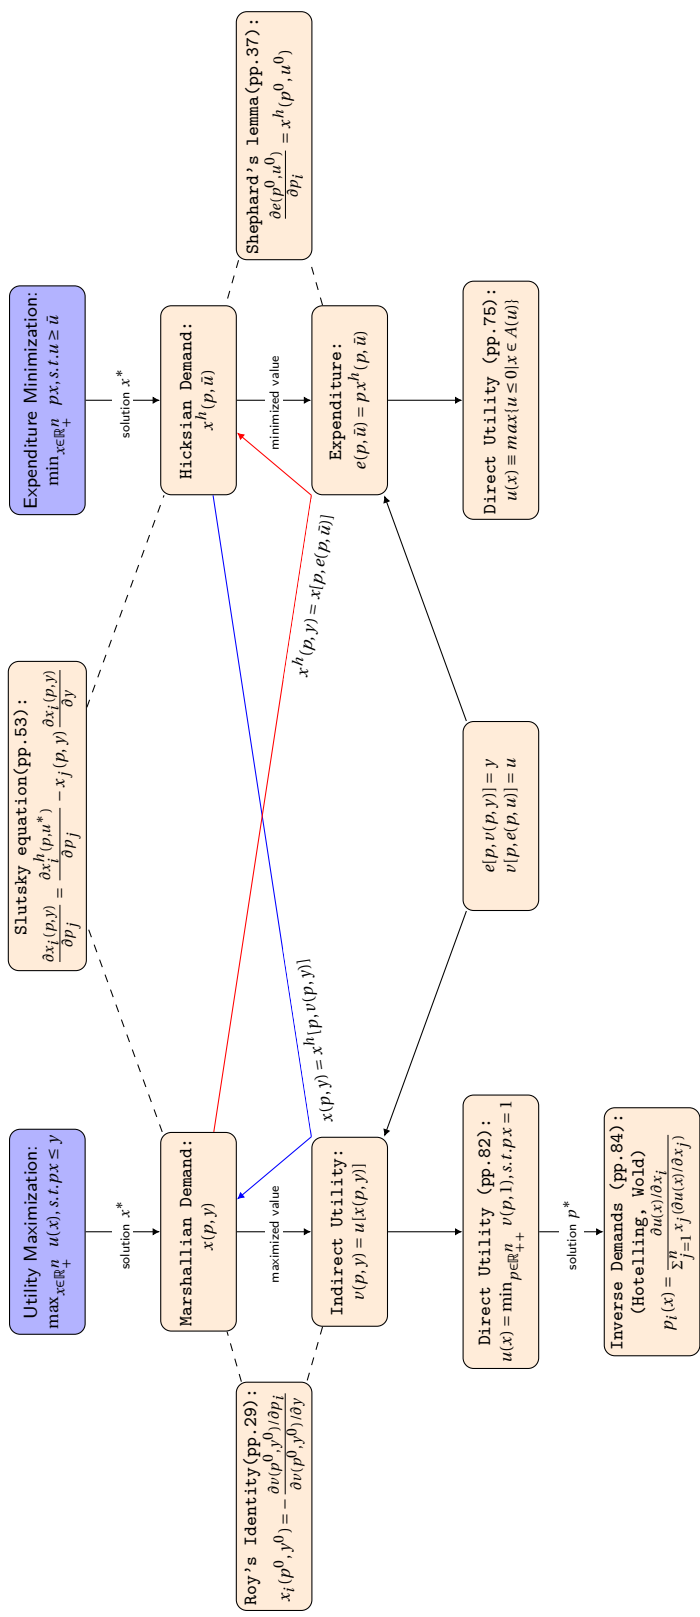 Utility Maximization:
max_{x∈ℝ^n_+} u(x), s.t. px ≤ y
Slutsky equation(pp.53):
∂x_i(p,y)/∂p_j = ∂x_i^h(p,u*)/∂p_j − x_j(p,y) ∂x_i(p,y)/∂y
Expenditure Minimization:
min_{x∈ℝ^n_+} px, s.t. u ≥ ū
solution x*
solution x*
Marshallian Demand:
x(p,y)
Hicksian Demand:
x^h(p,ū)
Roy's Identity(pp.29):
x_i(p^0,y^0) = − ∂v(p^0,y^0)/∂p_i / ∂v(p^0,y^0)/∂y
maximized value
minimized value
Shephard's lemma(pp.37):
∂e(p^0,u^0)/∂p_i = x^h(p^0,u^0)
x(p,y) = x^h[p,v(p,y)]
x^h(p,y) = x[p,e(p,ū)]
Indirect Utility:
v(p,y) = u[x(p,y)]
Expenditure:
e(p,ū) = px^h(p,ū)
Direct Utility (pp.82):
u(x) = min_{p∈ℝ^n_{++}} v(p,1), s.t. px = 1
e[p,v(p,y)] = y
v[p,e(p,u)] = u
Direct Utility (pp.75):
u(x) ≡ max{u ≤ 0|x ∈ A(u)}
solution p*
Inverse Demands (pp.84):
(Hotelling, Wold)
p_i(x) = ∂u(x)/∂x_i / Σ^n_{j=1} x_j(∂u(x)/∂x_j)